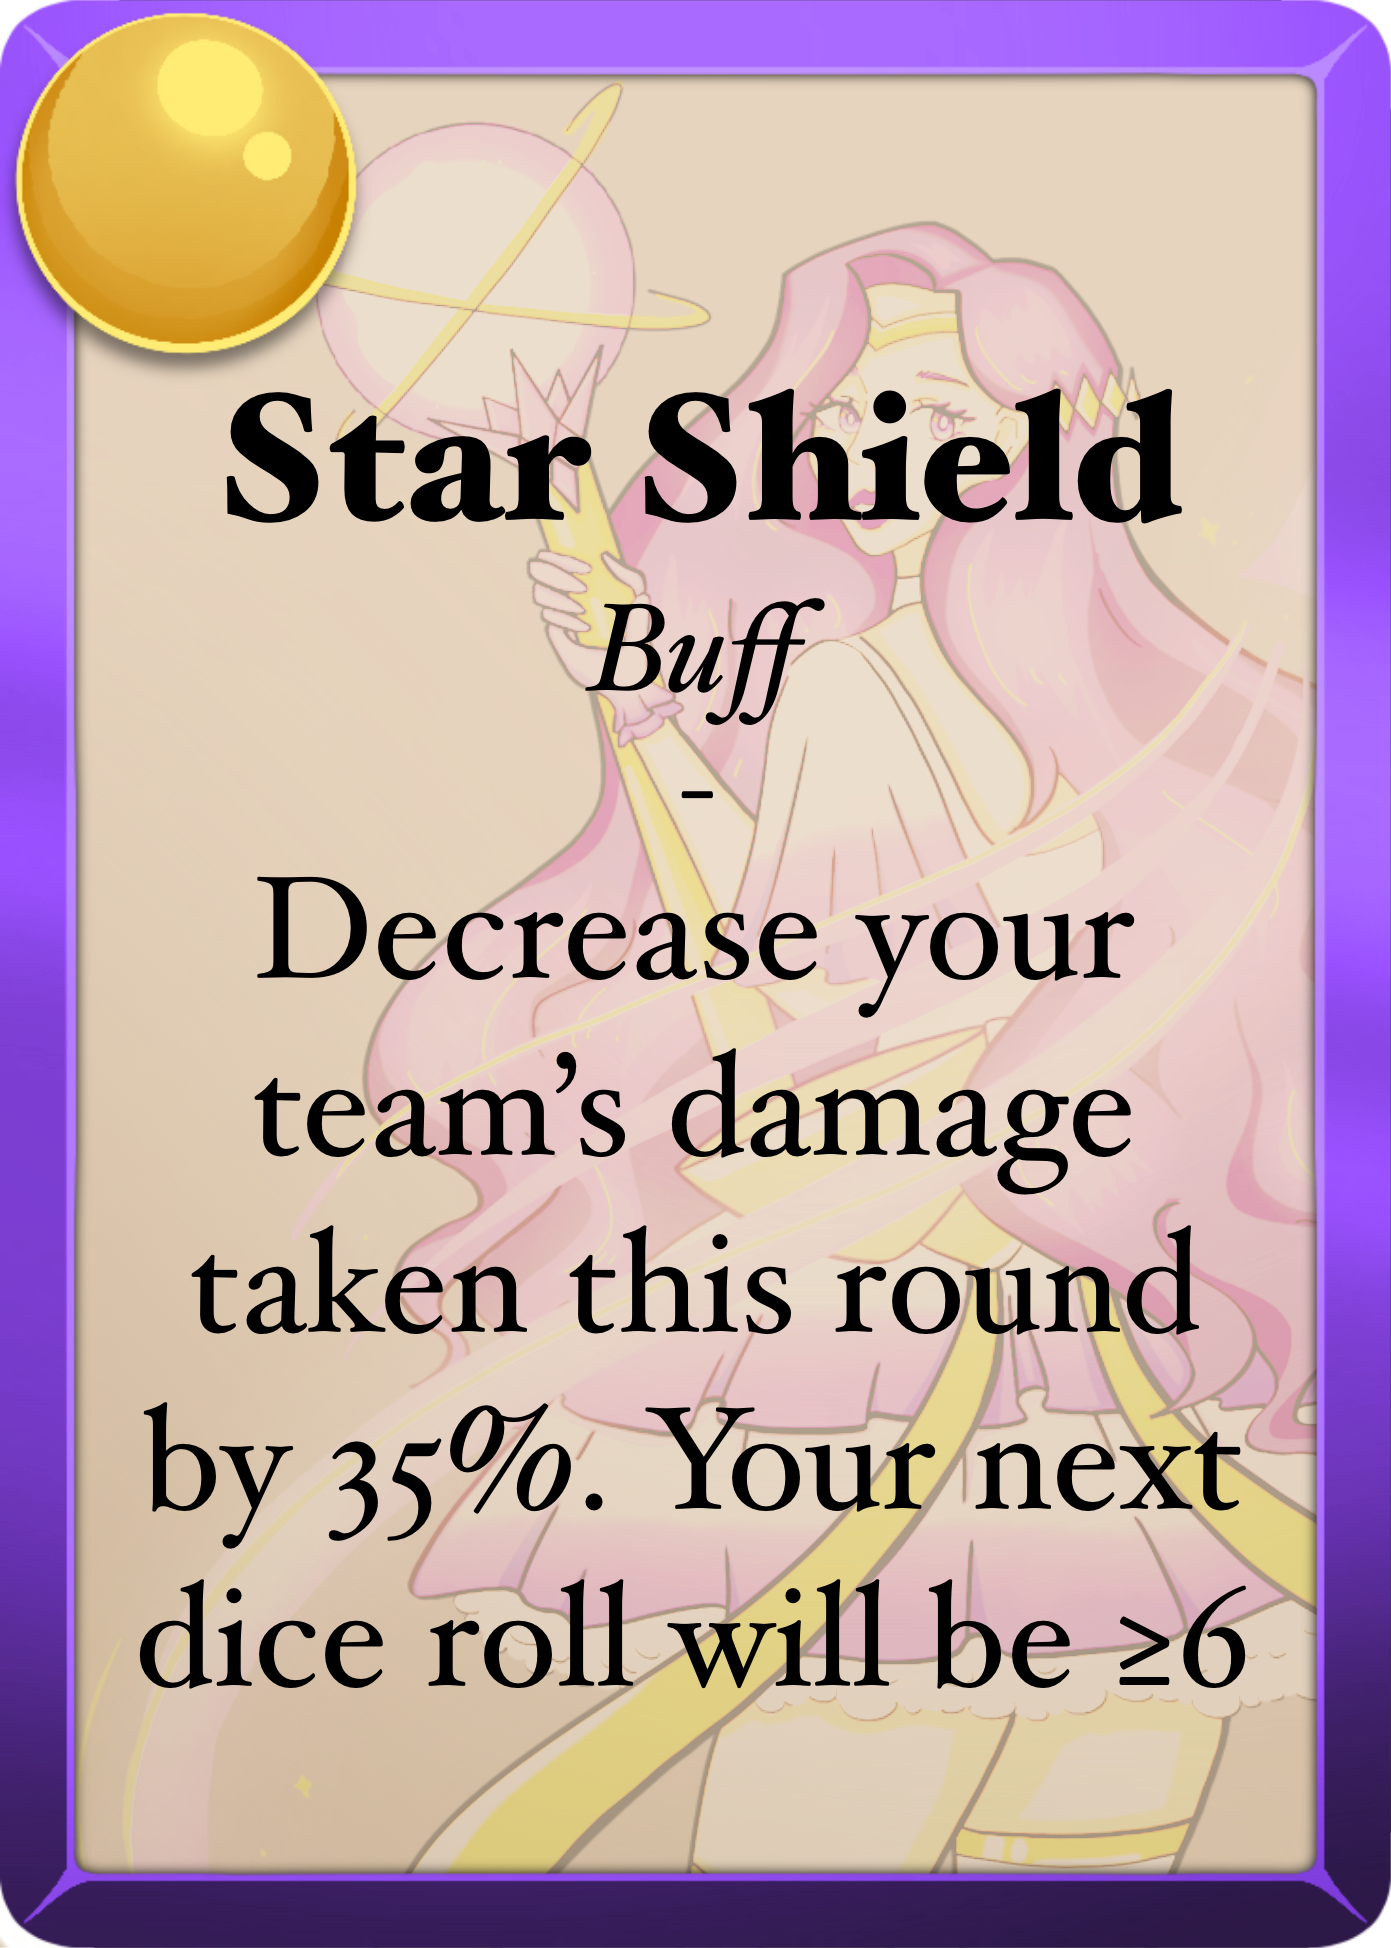 Star Shield
Buff
-
Decrease your
team’s damage
taken this round
by 35%. Your next
dice roll will be ≥6